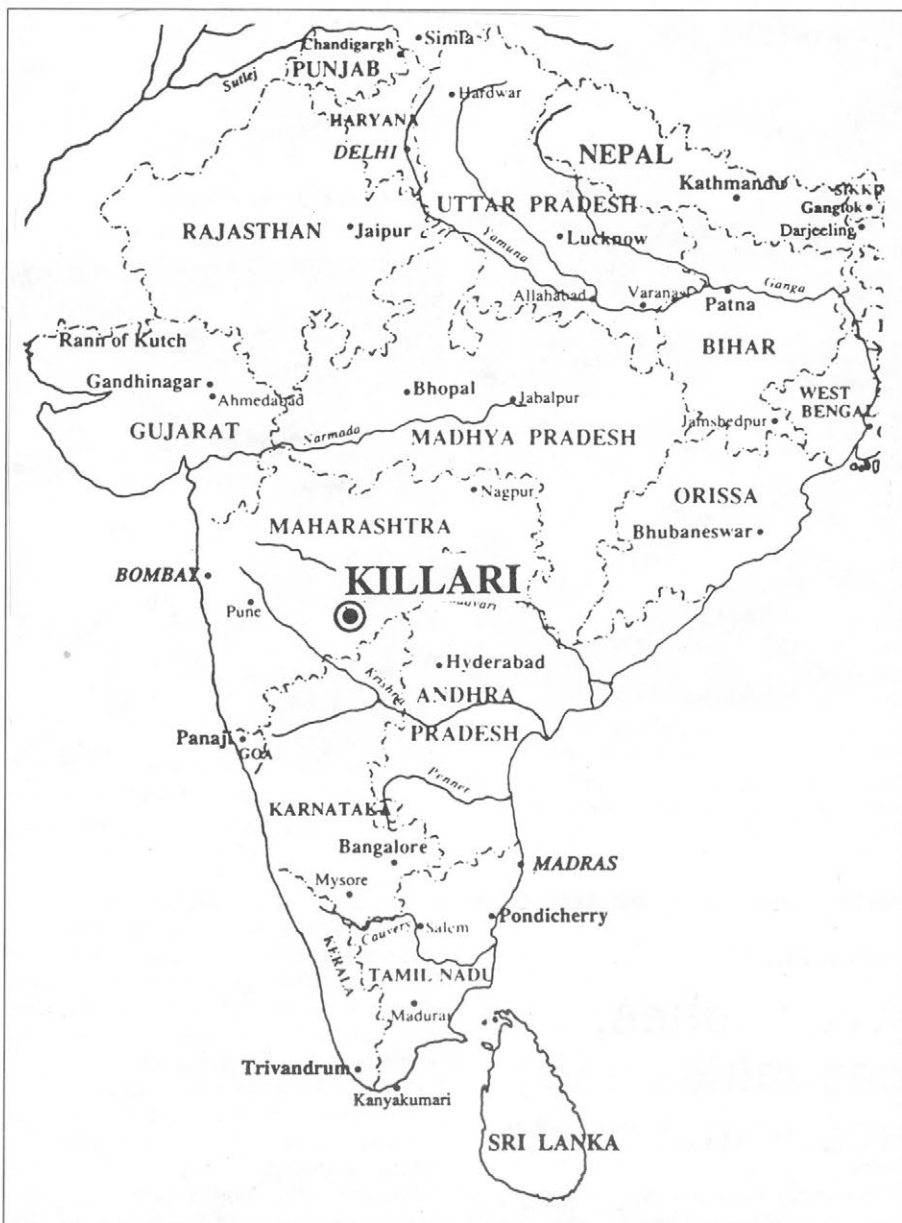 Simla
Chandigargh
PUNJAB
Sutlej
Hardwar
HARYANA
DELHI
NEPAL
Kathmandu
SIKK
Gangtok
Darjeeling
UTTAR PRADESH
RAJASTHAN
Jaipur
Lucknow
Yamuna
Allahabad
Varanas
Patna
Ganga
Rann of Kutch
BIHAR
Gandhinagar
Ahmedabad
Bhopal
Jabalpur
WEST
BENGAL
GUJARAT
Narmada
MADHYA PRADESH
Jamshedpur
Nagpur
ORISSA
MAHARASHTRA
Bhubaneswar
BOMBAY
KILLARI
Pune
Hyderabad
Krishna
ANDHRA
PRADESH
Panaji
GOA
Penner
KARNATAKA
Bangalore
MADRAS
Mysore
Pondicherry
Cauvery
Salem
KERALA
TAMIL NADU
Madurai
Trivandrum
Kanyakumari
SRI LANKA